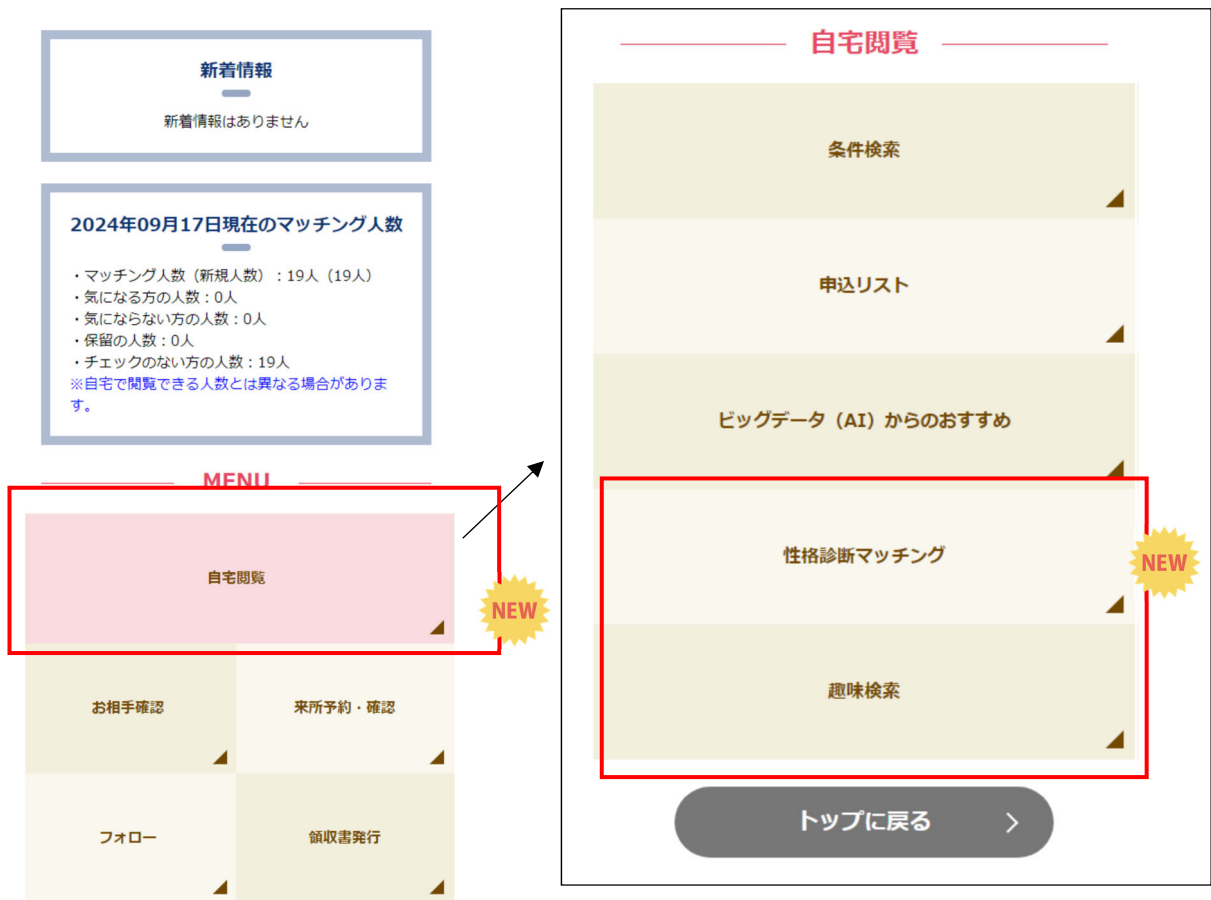 新着情報
新着情報はありません
2024年09月17日現在のマッチング人数
・マッチング人数（新規人数）：19人（19人）
・気になる方の人数：0人
・気にならない方の人数：0人
・保留の人数：0人
・チェックのない方の人数：19人
※自宅で閲覧できる人数とは異なる場合がありま
す。
MENU
自宅閲覧
NEW
お相手確認
来所予約・確認
フォロー
領収書発行
自宅閲覧
条件検索
申込リスト
ビッグデータ（AI）からのおすすめ
性格診断マッチング
NEW
趣味検索
トップに戻る